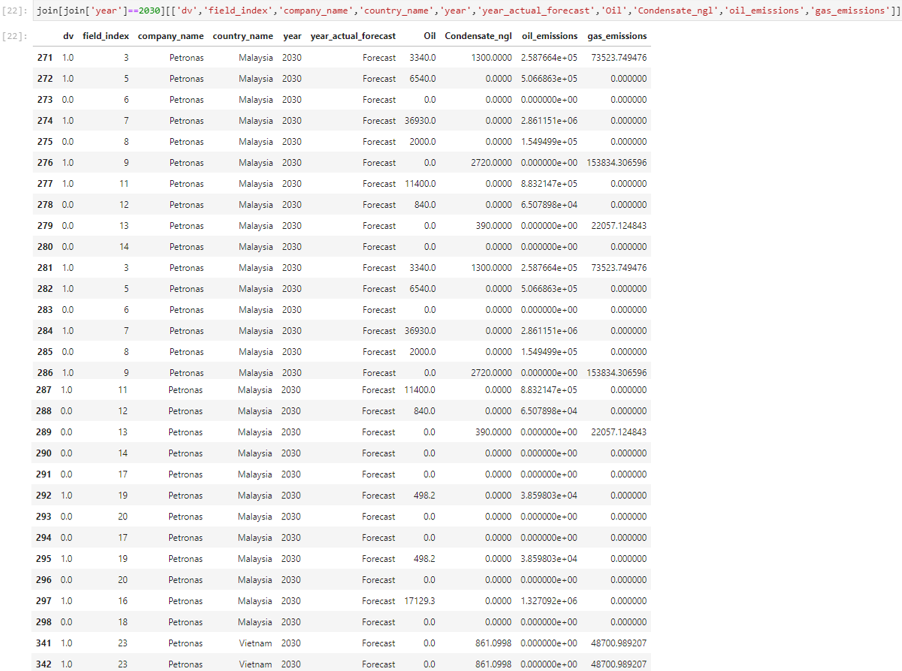 [22]: join[join['year']==2030][['dv','field_index','company_name','country_name','year','year_actual_forecast','Oil','Condensate_ngl','oil_emissions','gas_emissions']]
[22]: dv field_index company_name country_name year year_actual_forecast Oil Condensate_ngl oil_emissions gas_emissions
271 1.0 3 Petronas Malaysia 2030 Forecast 3340.0 1300.0000 2.587664e+05 73523.749476
272 1.0 5 Petronas Malaysia 2030 Forecast 6540.0 0.0000 5.066863e+05 0.000000
273 0.0 6 Petronas Malaysia 2030 Forecast 0.0 0.0000 0.000000e+00 0.000000
274 1.0 7 Petronas Malaysia 2030 Forecast 36930.0 0.0000 2.861151e+06 0.000000
275 0.0 8 Petronas Malaysia 2030 Forecast 2000.0 0.0000 1.549499e+05 0.000000
276 1.0 9 Petronas Malaysia 2030 Forecast 0.0 2720.0000 0.000000e+00 153834.306596
277 1.0 11 Petronas Malaysia 2030 Forecast 11400.0 0.0000 8.832147e+05 0.000000
278 0.0 12 Petronas Malaysia 2030 Forecast 840.0 0.0000 6.507898e+04 0.000000
279 0.0 13 Petronas Malaysia 2030 Forecast 0.0 390.0000 0.000000e+00 22057.124843
280 0.0 14 Petronas Malaysia 2030 Forecast 0.0 0.0000 0.000000e+00 0.000000
281 1.0 3 Petronas Malaysia 2030 Forecast 3340.0 1300.0000 2.587664e+05 73523.749476
282 1.0 5 Petronas Malaysia 2030 Forecast 6540.0 0.0000 5.066863e+05 0.000000
283 0.0 6 Petronas Malaysia 2030 Forecast 0.0 0.0000 0.000000e+00 0.000000
284 1.0 7 Petronas Malaysia 2030 Forecast 36930.0 0.0000 2.861151e+06 0.000000
285 0.0 8 Petronas Malaysia 2030 Forecast 2000.0 0.0000 1.549499e+05 0.000000
286 1.0 9 Petronas Malaysia 2030 Forecast 0.0 2720.0000 0.000000e+00 153834.306596
287 1.0 11 Petronas Malaysia 2030 Forecast 11400.0 0.0000 8.832147e+05 0.000000
288 0.0 12 Petronas Malaysia 2030 Forecast 840.0 0.0000 6.507898e+04 0.000000
289 0.0 13 Petronas Malaysia 2030 Forecast 0.0 390.0000 0.000000e+00 22057.124843
290 0.0 14 Petronas Malaysia 2030 Forecast 0.0 0.0000 0.000000e+00 0.000000
291 0.0 17 Petronas Malaysia 2030 Forecast 0.0 0.0000 0.000000e+00 0.000000
292 1.0 19 Petronas Malaysia 2030 Forecast 498.2 0.0000 3.859803e+04 0.000000
293 0.0 20 Petronas Malaysia 2030 Forecast 0.0 0.0000 0.000000e+00 0.000000
294 0.0 17 Petronas Malaysia 2030 Forecast 0.0 0.0000 0.000000e+00 0.000000
295 1.0 19 Petronas Malaysia 2030 Forecast 498.2 0.0000 3.859803e+04 0.000000
296 0.0 20 Petronas Malaysia 2030 Forecast 0.0 0.0000 0.000000e+00 0.000000
297 1.0 16 Petronas Malaysia 2030 Forecast 17129.3 0.0000 1.327092e+06 0.000000
298 0.0 18 Petronas Malaysia 2030 Forecast 0.0 0.0000 0.000000e+00 0.000000
341 1.0 23 Petronas Vietnam 2030 Forecast 0.0 861.0998 0.000000e+00 48700.989207
342 1.0 23 Petronas Vietnam 2030 Forecast 0.0 861.0998 0.000000e+00 48700.989207